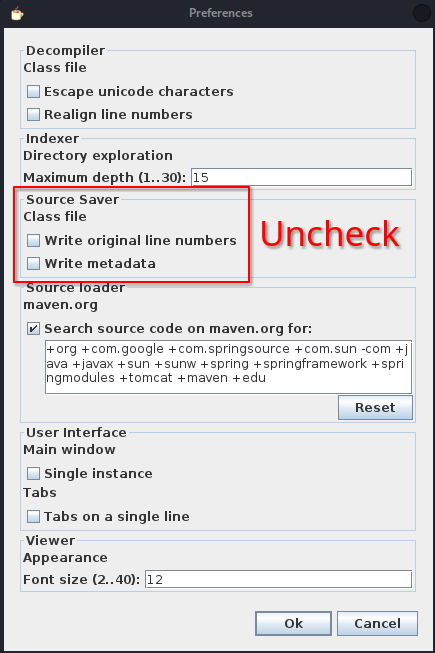 Preferences
Decompiler
Class file
Escape unicode characters
Realign line numbers
Indexer
Directory exploration
Maximum depth (1..30): 15
Source Saver
Class file
Write original line numbers
Uncheck
Write metadata
Source loader
maven.org
Search source code on maven.org for:
+org +com.google +com.springsource +com.sun -com +j
ava +javax +sun +sunw +spring +springframework +spri
ngmodules +tomcat +maven +edu
Reset
User Interface
Main window
Single instance
Tabs
Tabs on a single line
Viewer
Appearance
Font size (2..40): 12
Ok Cancel